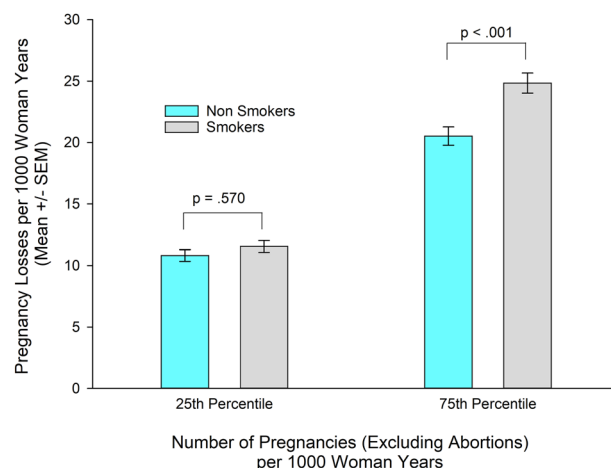 30
25
20
15
10
5
0
Pregnancy Losses per 1000 Woman Years
(Mean +/- SEM)
p < .001
Non Smokers
Smokers
p = .570
25th Percentile
75th Percentile
Number of Pregnancies (Excluding Abortions)
per 1000 Woman Years